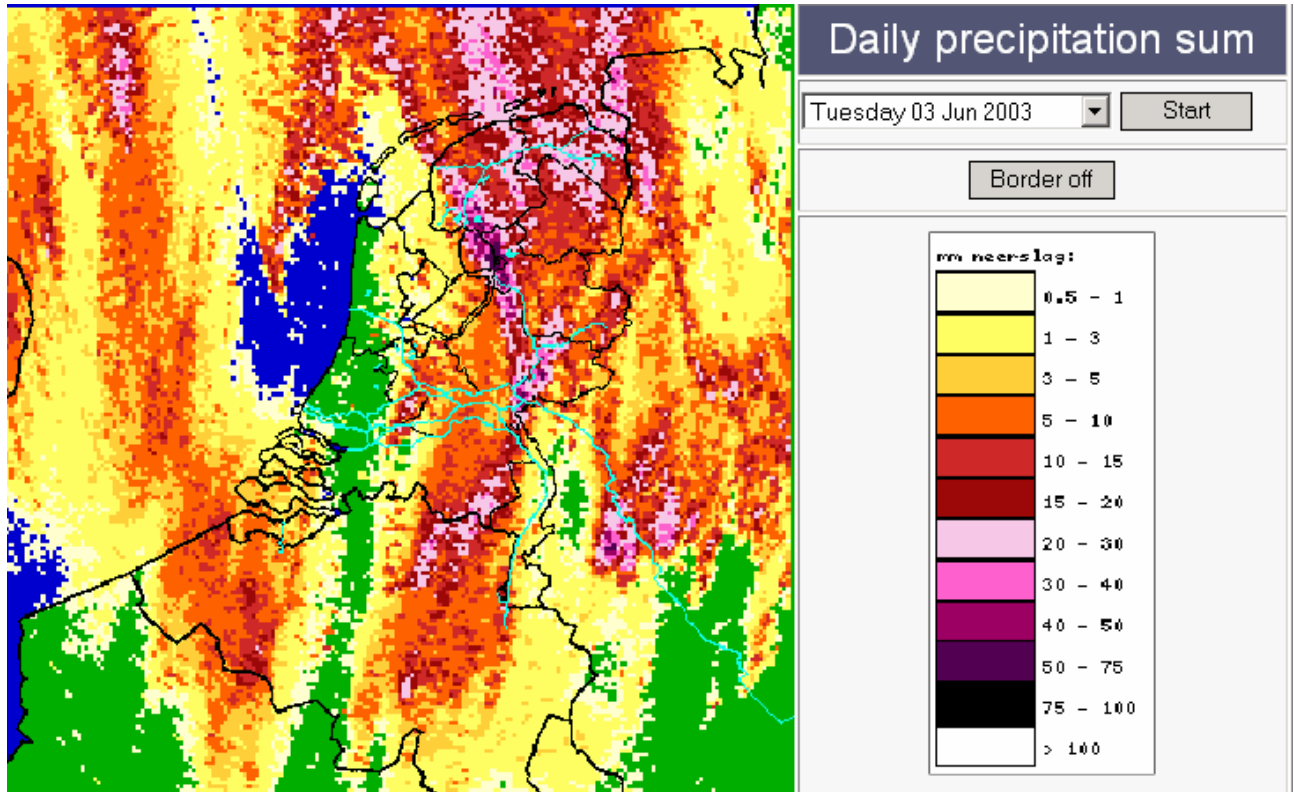 Daily precipitation sum
Tuesday 03 Jun 2003
Start
Border off
mm neerslag:
0.5 - 1
1 - 3
3 - 5
5 - 10
10 - 15
15 - 20
20 - 30
30 - 40
40 - 50
50 - 75
75 - 100
> 100